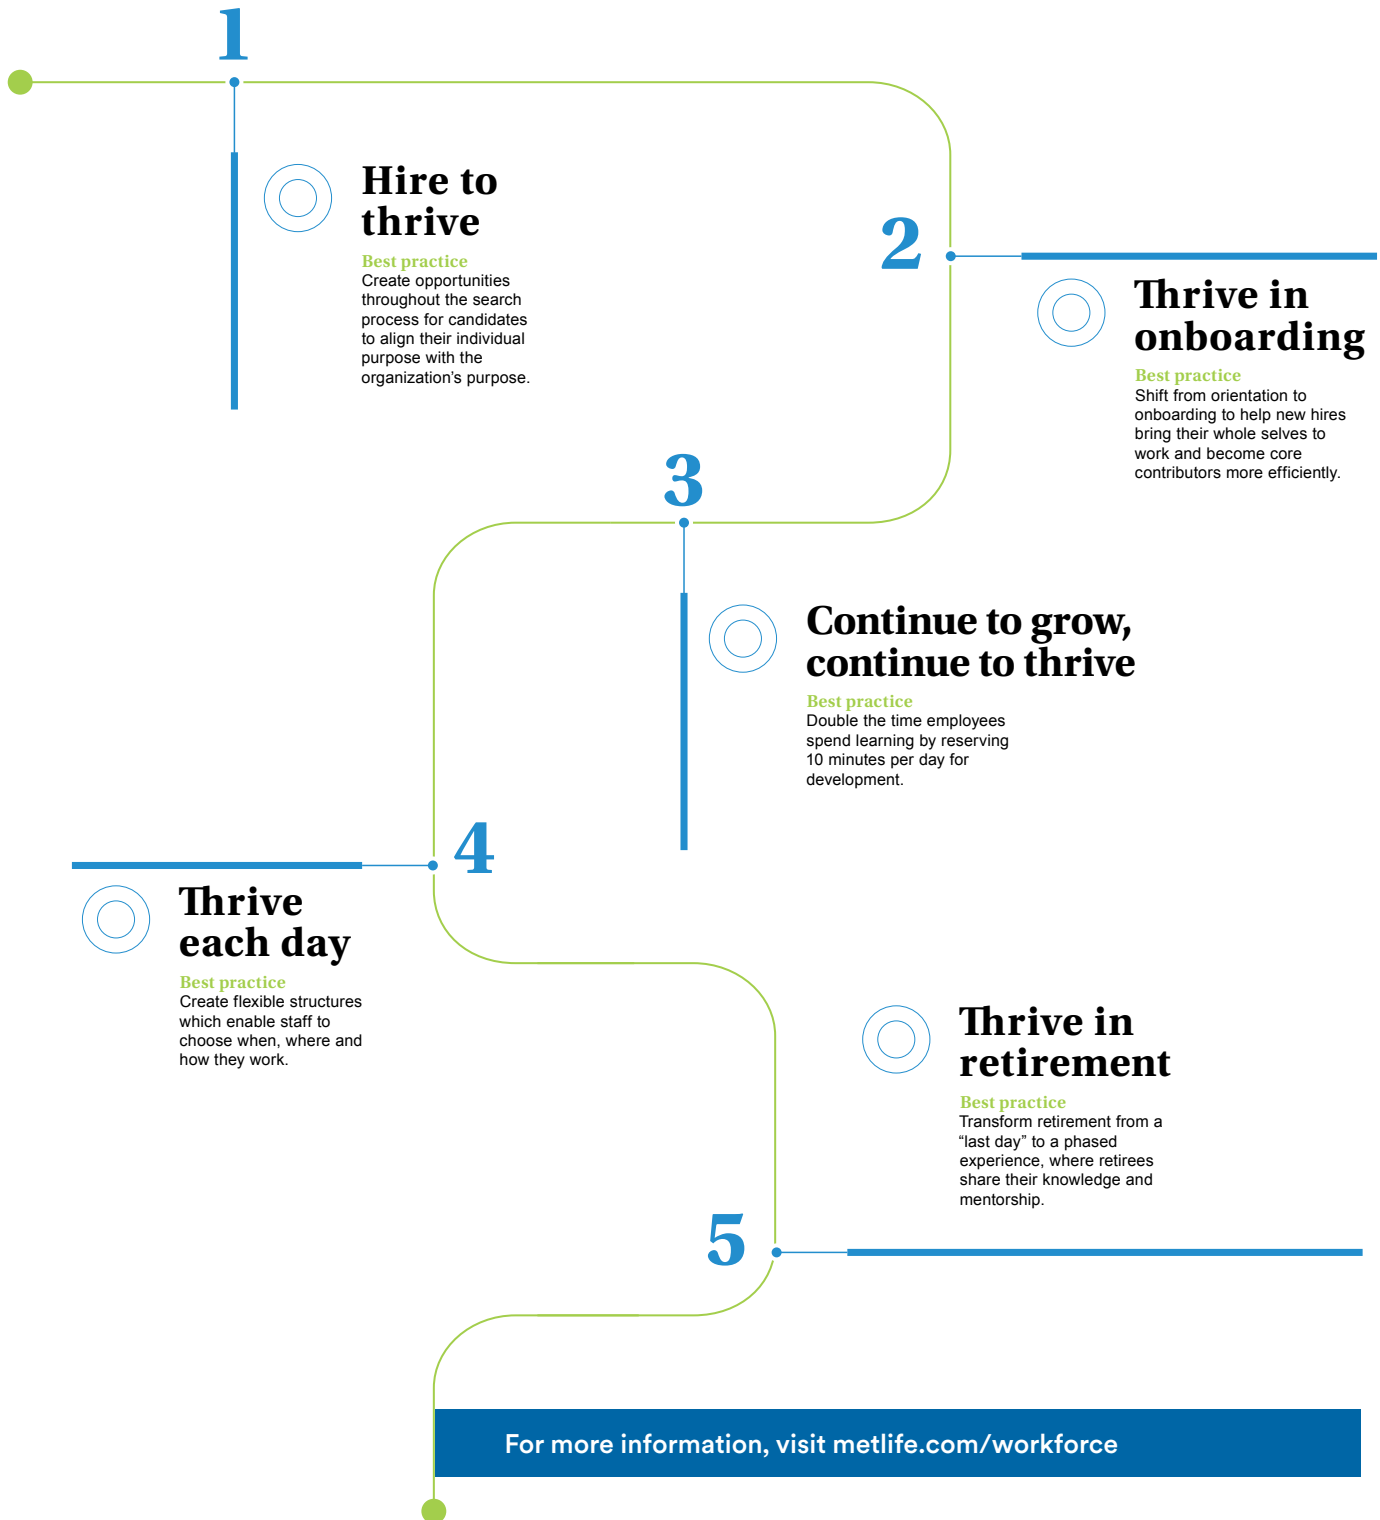 1
Hire to
thrive
Best practice
Create opportunities
throughout the search
process for candidates
to align their individual
purpose with the
organization's purpose.
2
Thrive in
onboarding
Best practice
Shift from orientation to
onboarding to help new hires
bring their whole selves to
work and become core
contributors more efficiently.
3
Continue to grow,
continue to thrive
Best practice
Double the time employees
spend learning by reserving
10 minutes per day for
development.
4
Thrive
each day
Best practice
Create flexible structures
which enable staff to
choose when, where and
how they work.
5
Thrive in
retirement
Best practice
Transform retirement from a
“last day” to a phased
experience, where retirees
share their knowledge and
mentorship.
For more information, visit metlife.com/workforce